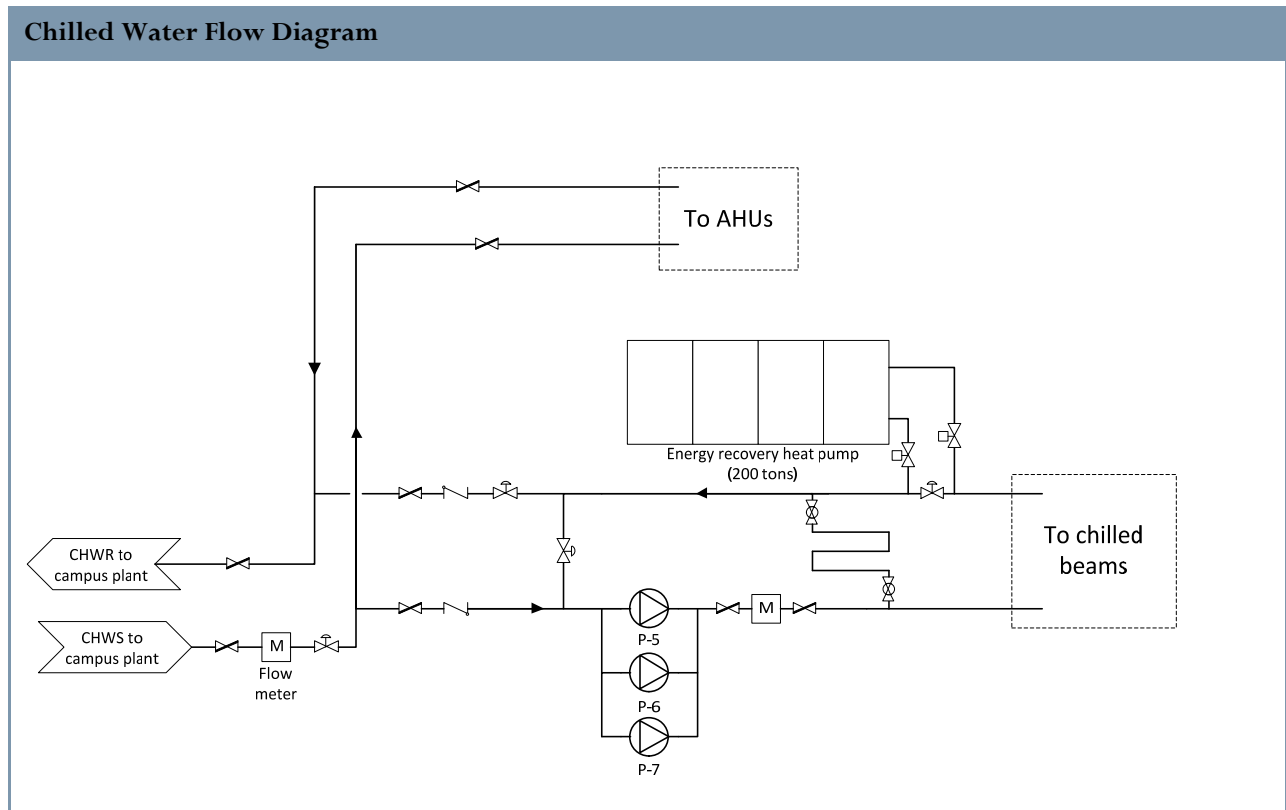 Chilled Water Flow Diagram
To AHUs
Energy recovery heat pump
(200 tons)
To chilled
beams
CHWR to
campus plant
CHWS to
campus plant
M
Flow
meter
M
P-5
P-6
P-7